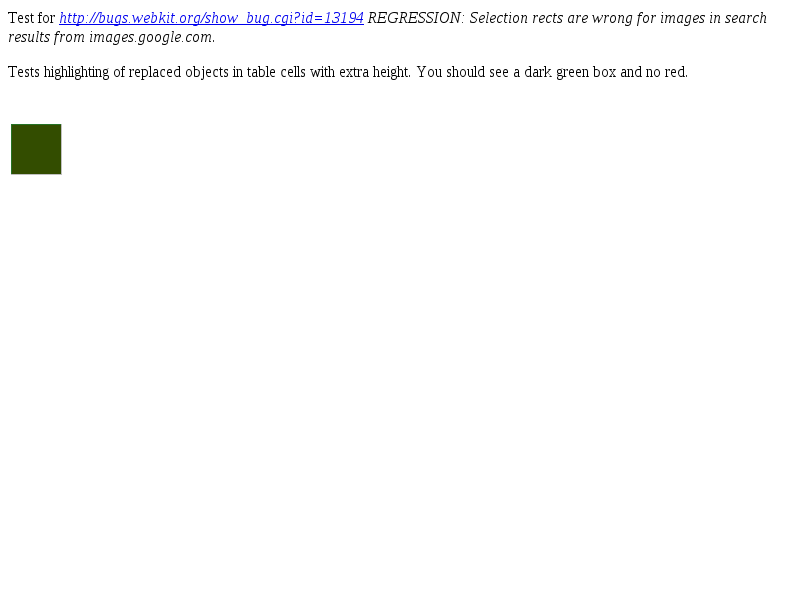 Test for http://bugs.webkit.org/show_bug.cgi?id=13194 REGRESSION: Selection rects are wrong for images in search
results from images.google.com.
Tests highlighting of replaced objects in table cells with extra height. You should see a dark green box and no red.